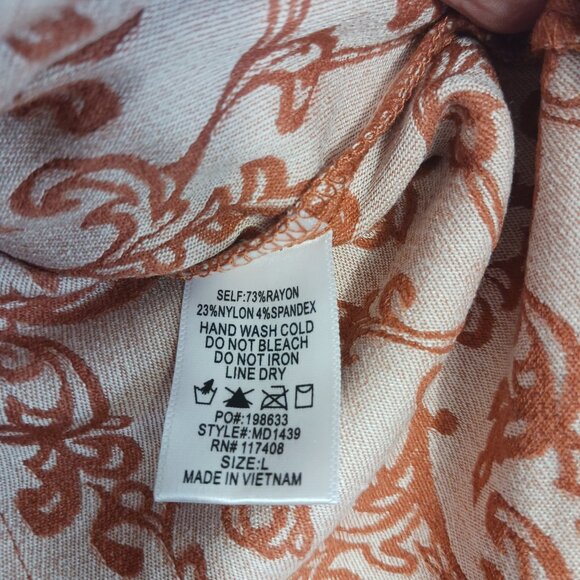 SELF:73%RAYON
23%NYLON 4%SPANDEX
HAND WASH COLD
DO NOT BLEACH
DO NOT IRON
LINE DRY
PO#:198633
STYLE#:MD1439
RN# 117408
SIZE:L
MADE IN VIETNAM